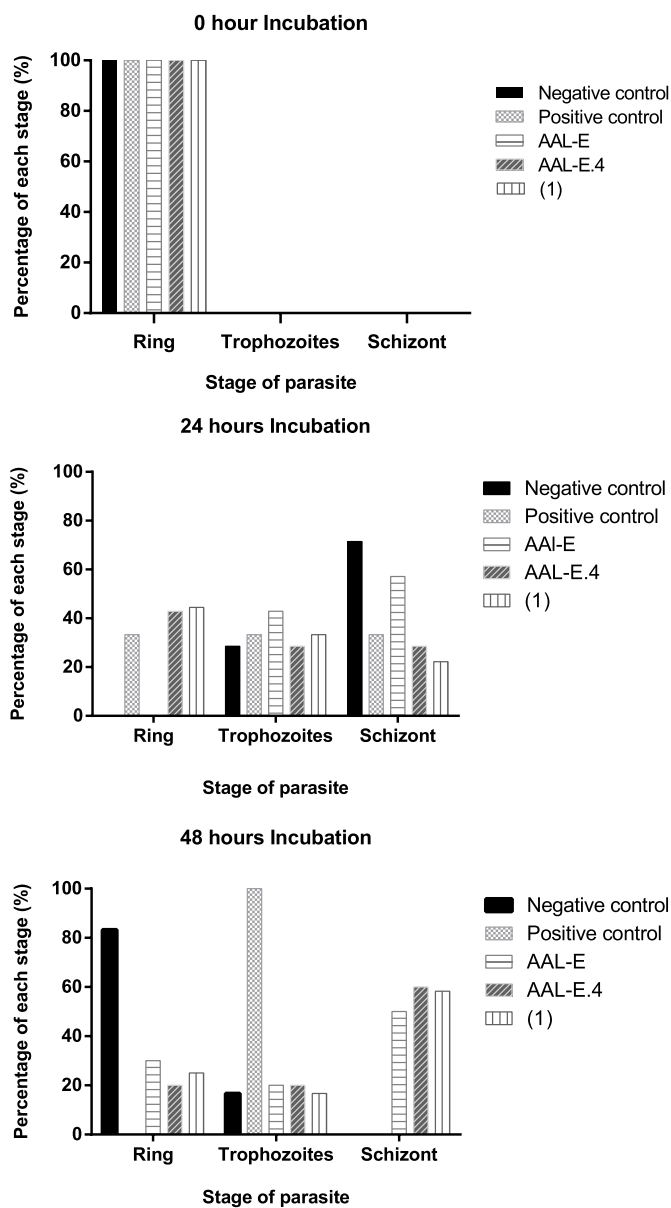 0 hour Incubation
Percentage of each stage (%)
100
80
60
40
20
0
Ring Trophozoites Schizont
Stage of parasite
Negative control
Positive control
AAL-E
AAL-E.4
(1)
24 hours Incubation
Percentage of each stage (%)
100
80
60
40
20
0
Ring Trophozoites Schizont
Stage of parasite
Negative control
Positive control
AAl-E
AAL-E.4
(1)
48 hours Incubation
Percentage of each stage (%)
100
80
60
40
20
0
Ring Trophozoites Schizont
Stage of parasite
Negative control
Positive control
AAL-E
AAL-E.4
(1)